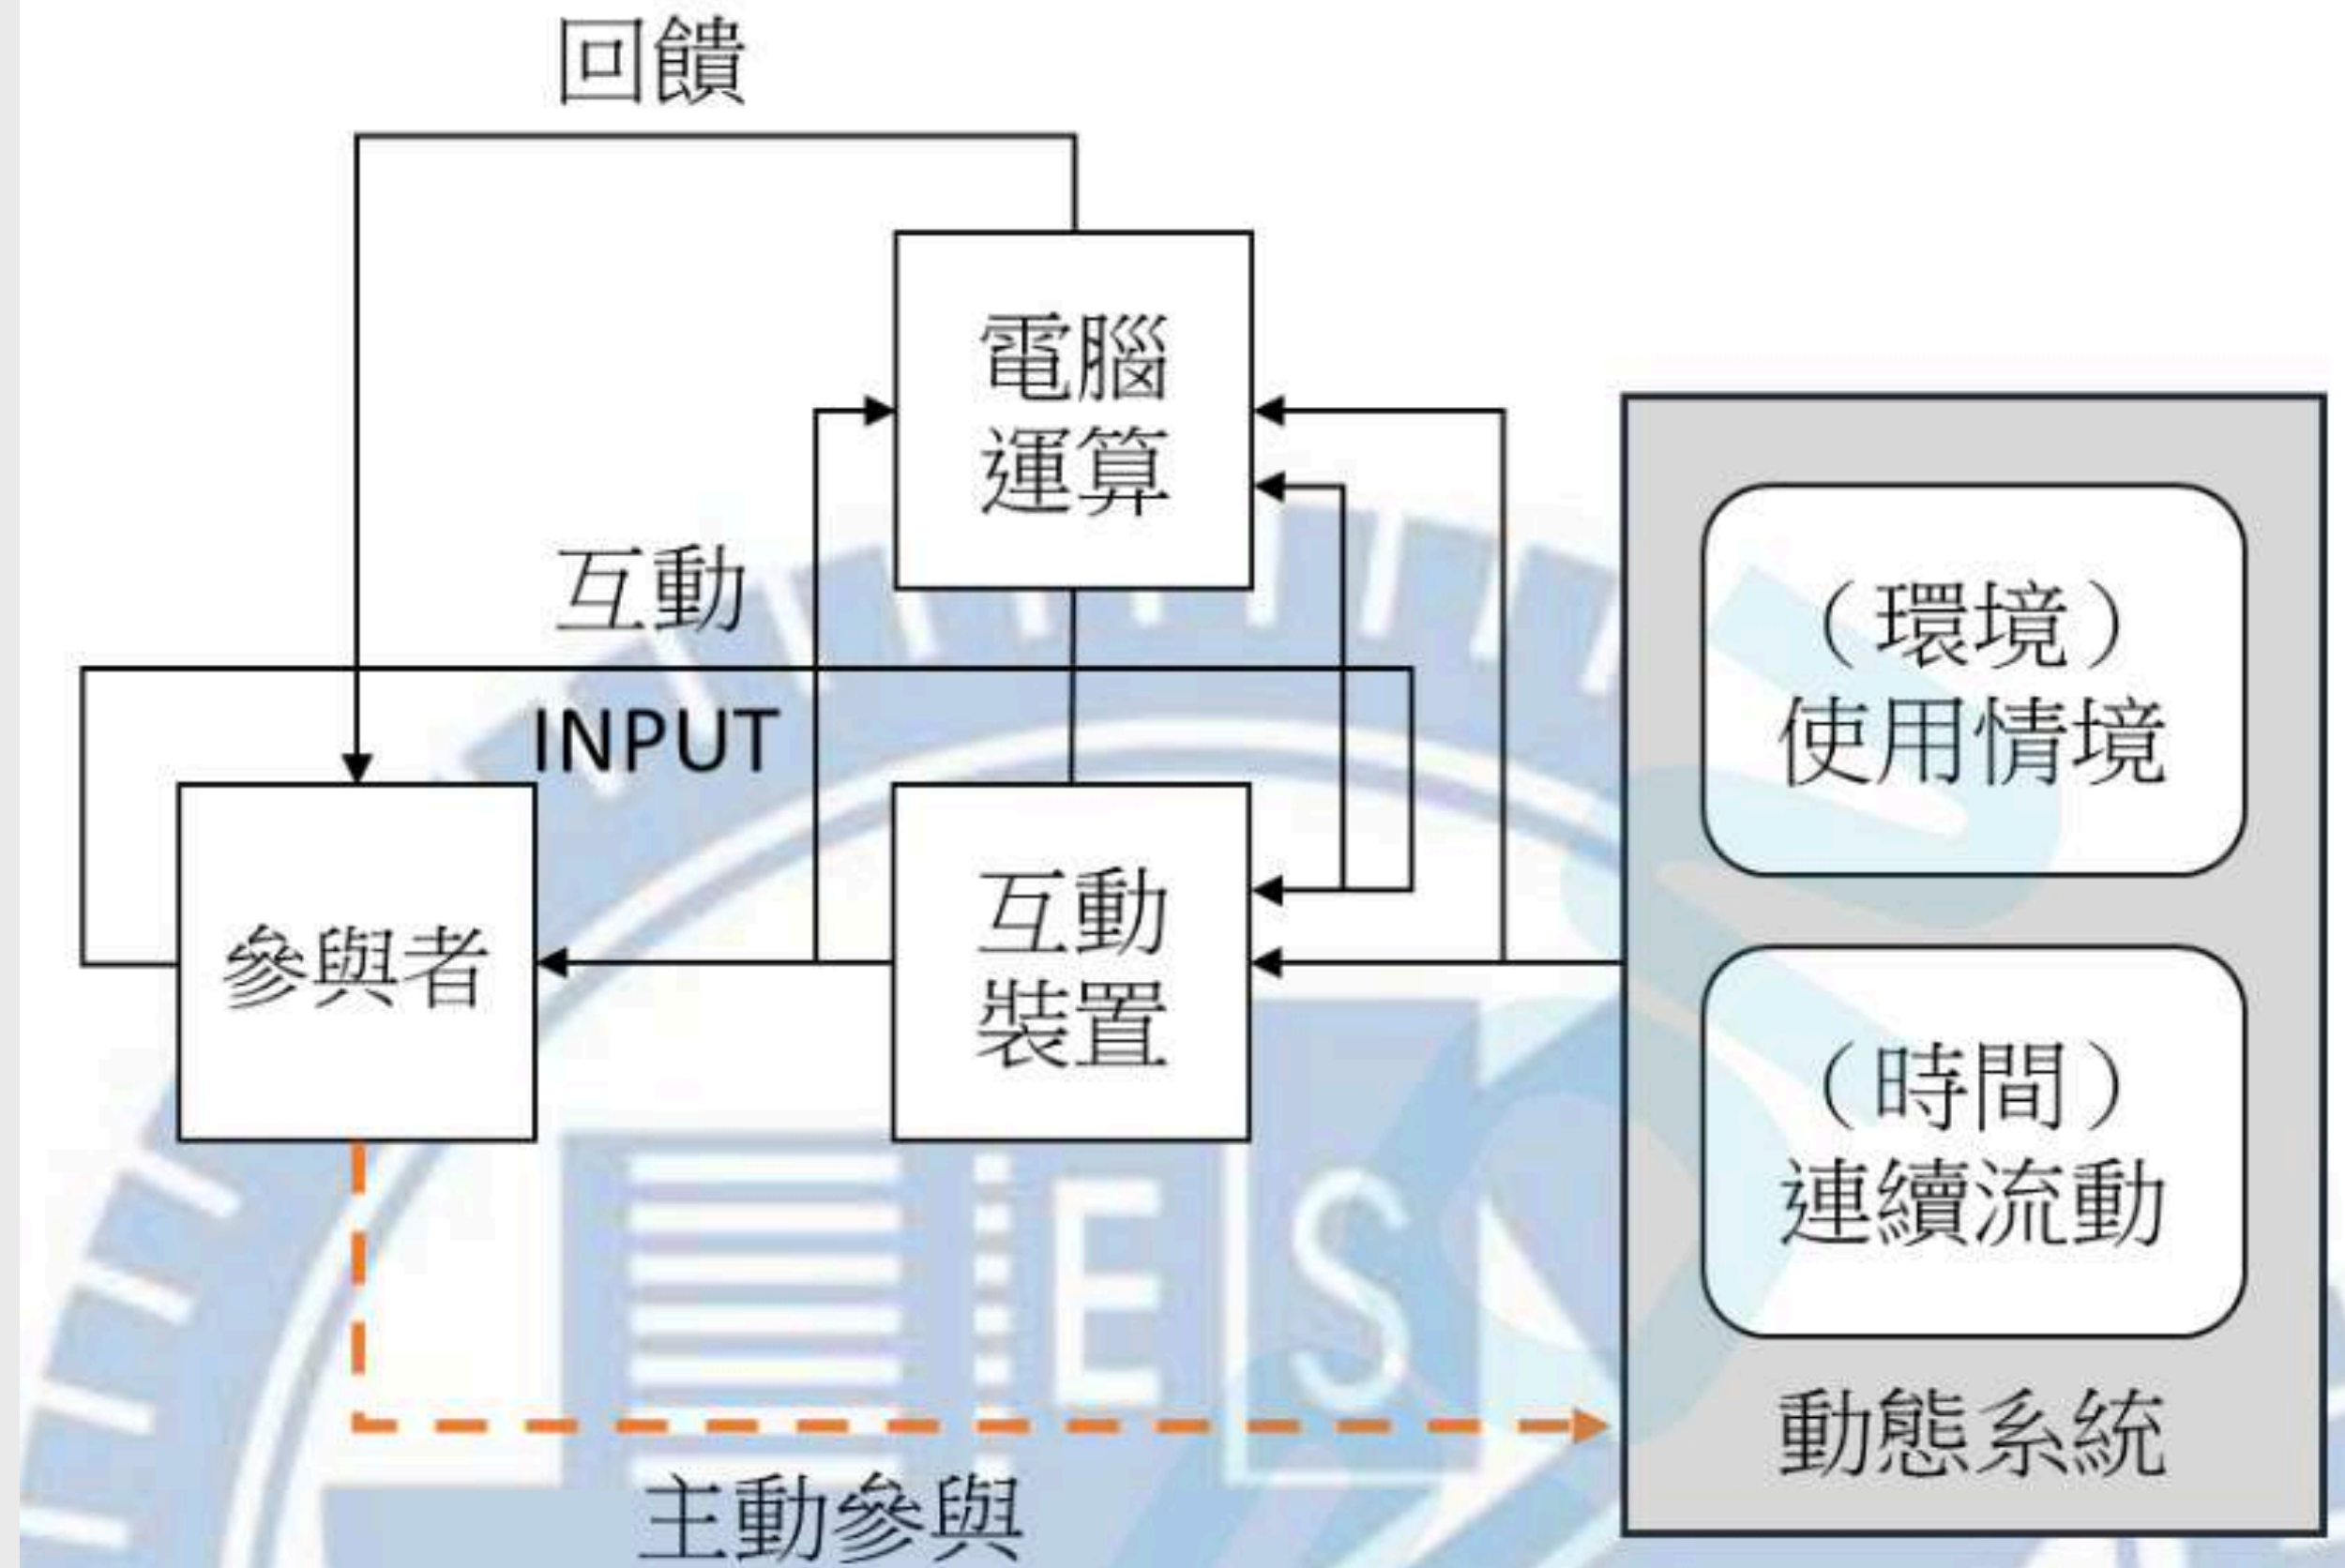 回饋
電腦
運算
互動
INPUT
參與者
互動
裝置
（環境）
使用情境
（時間）
連續流動
動態系統
主動參與
ES